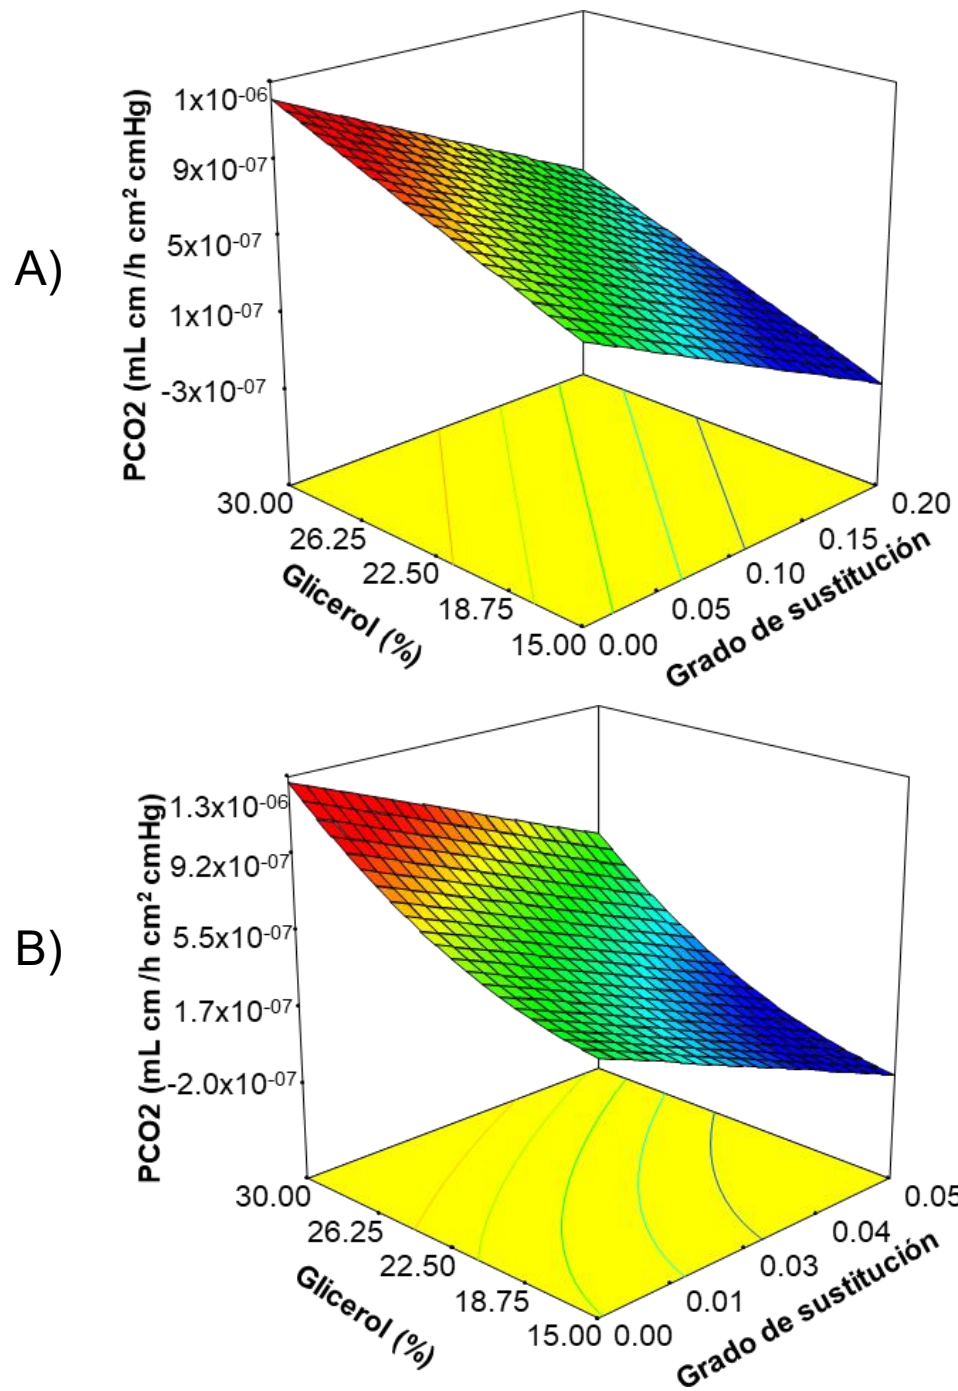 A)
PCO2 (mL cm /h cm² cmHg)
1x10⁻⁰⁶
9x10⁻⁰⁷
5x10⁻⁰⁷
1x10⁻⁰⁷
-3x10⁻⁰⁷
30.00
26.25
22.50
18.75
15.00
Glicerol (%)
0.00
0.05
0.10
0.15
0.20
Grado de sustitución
B)
PCO2 (mL cm /h cm² cmHg)
1.3x10⁻⁰⁶
9.2x10⁻⁰⁷
5.5x10⁻⁰⁷
1.7x10⁻⁰⁷
-2.0x10⁻⁰⁷
30.00
26.25
22.50
18.75
15.00
Glicerol (%)
0.00
0.01
0.03
0.04
0.05
Grado de sustitución